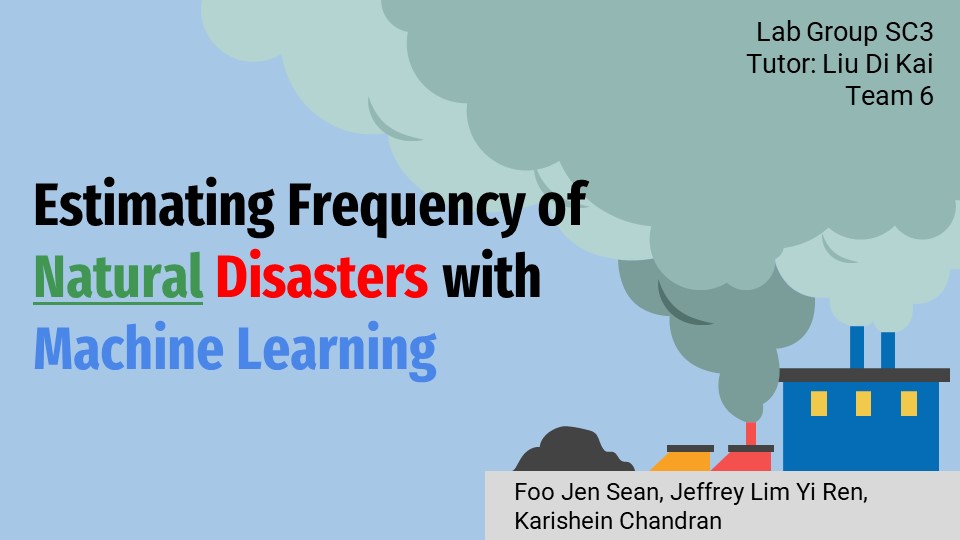 Lab Group SC3
Tutor: Liu Di Kai
Team 6
Estimating Frequency of
Natural Disasters with
Machine Learning
Foo Jen Sean, Jeffrey Lim Yi Ren,
Karishein Chandran